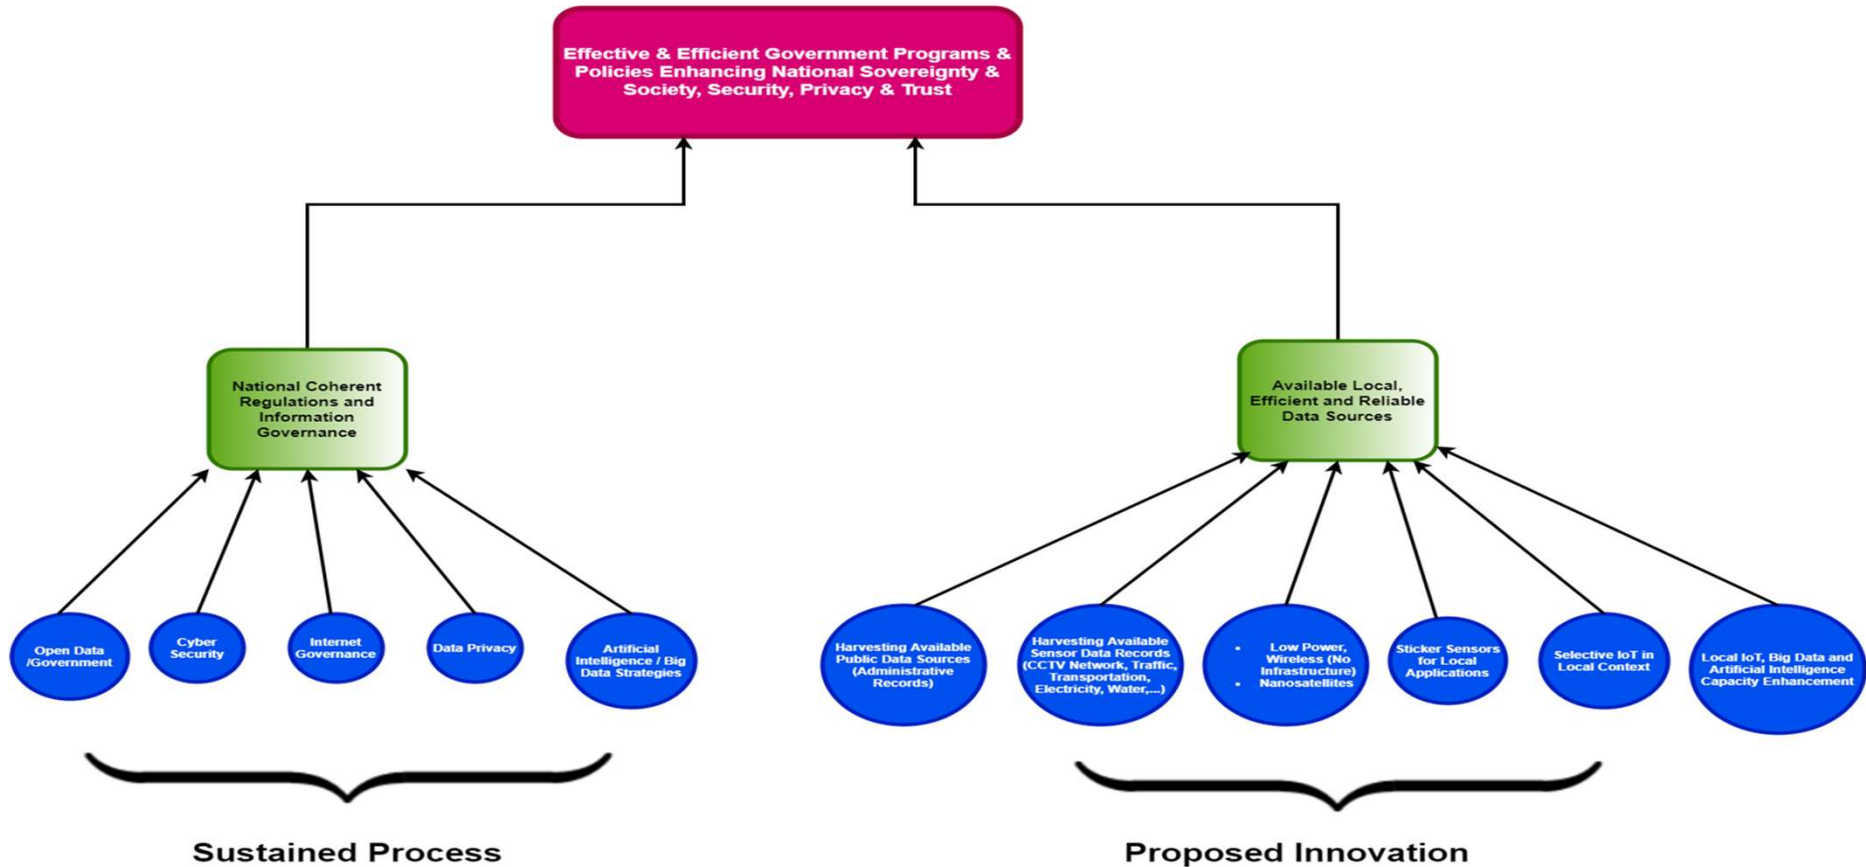 Effective & Efficient Government Programs &
Policies Enhancing National Sovereignty &
Society, Security, Privacy & Trust
National Coherent
Regulations and
Information
Governance
Available Local,
Efficient and Reliable
Data Sources
Open Data
/Government
Cyber
Security
Internet
Governance
Data Privacy
Artificial
Intelligence / Big
Data Strategies
Harvesting Available
Public Data Sources
(Administrative
Records)
Harvesting Available
Sensor Data Records
(CCTV Network, Traffic,
Transportation,
Electricity, Water,...)
• Low Power,
Wireless (No
Infrastructure)
• Nanosatellites
Sticker Sensors
for Local
Applications
Selective IoT in
Local Context
Local IoT, Big Data and
Artificial Intelligence
Capacity Enhancement
Sustained Process
Proposed Innovation